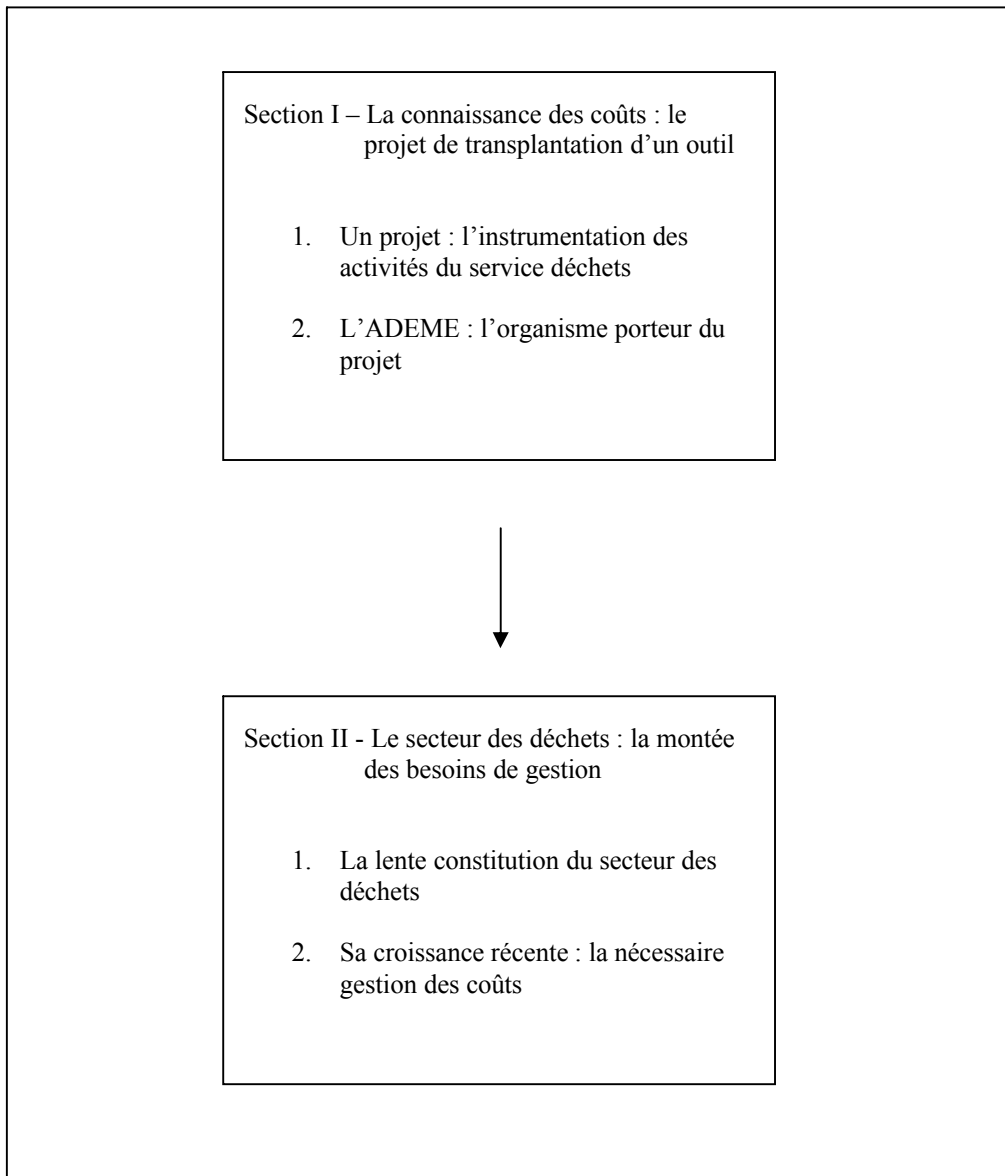 Section I – La connaissance des coûts : le
projet de transplantation d’un outil
1. Un projet : l’instrumentation des
activités du service déchets
2. L’ADEME : l’organisme porteur du
projet
Section II - Le secteur des déchets : la montée
des besoins de gestion
1. La lente constitution du secteur des
déchets
2. Sa croissance récente : la nécessaire
gestion des coûts